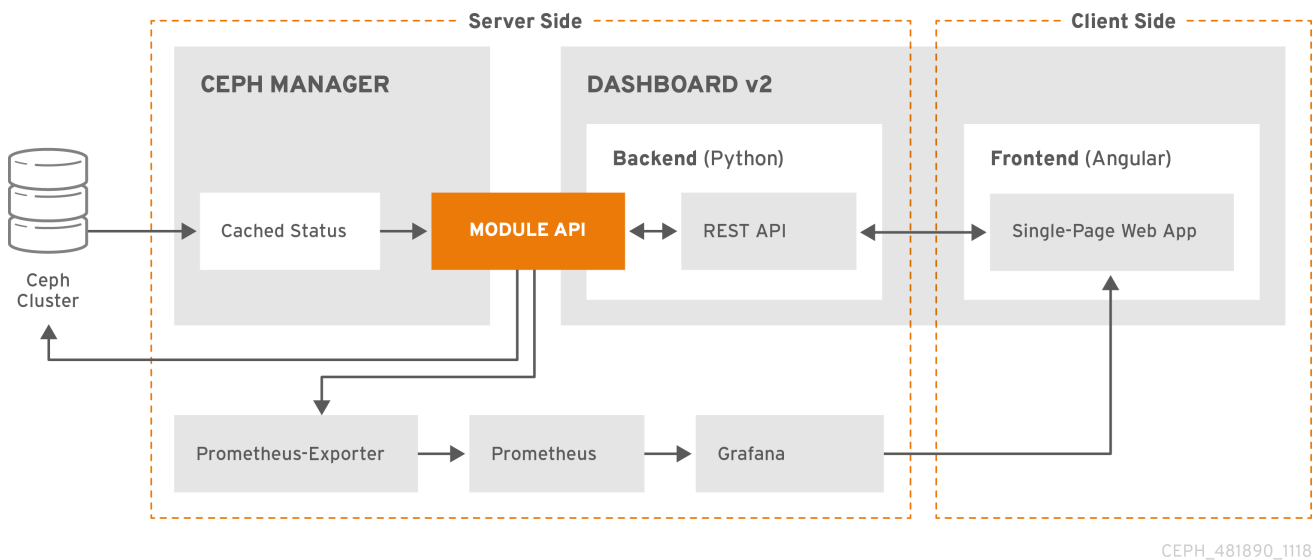 Server Side
Client Side
CEPH MANAGER
DASHBOARD v2
Backend (Python)
Frontend (Angular)
Cached Status
MODULE API
REST API
Single-Page Web App
Ceph
Cluster
Prometheus-Exporter
Prometheus
Grafana
CEPH_481890_1118